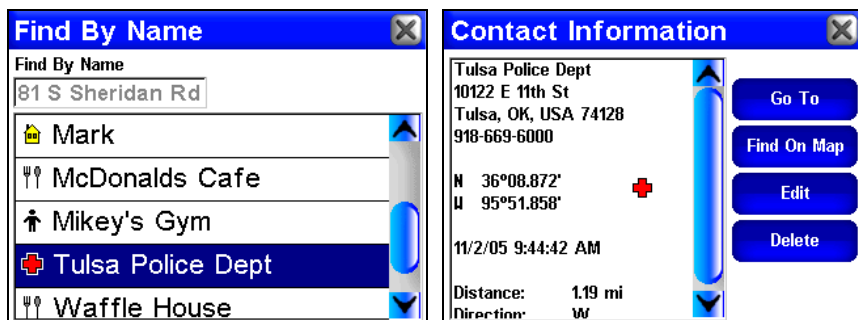 Find By Name
Find By Name
81 S Sheridan Rd
Mark
McDonalds Cafe
Mikey's Gym
Tulsa Police Dept
Waffle House
Contact Information
Tulsa Police Dept
10122 E 11th St
Tulsa, OK, USA 74128
918-669-6000
N 36°08.872'
W 95°51.858'
11/2/05 9:44:42 AM
Distance: 1.19 mi
Direction: W
Go To
Find On Map
Edit
Delete